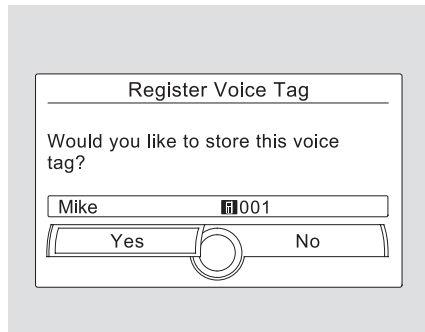 Register Voice Tag
Would you like to store this voice
tag?
Mike 001
Yes No